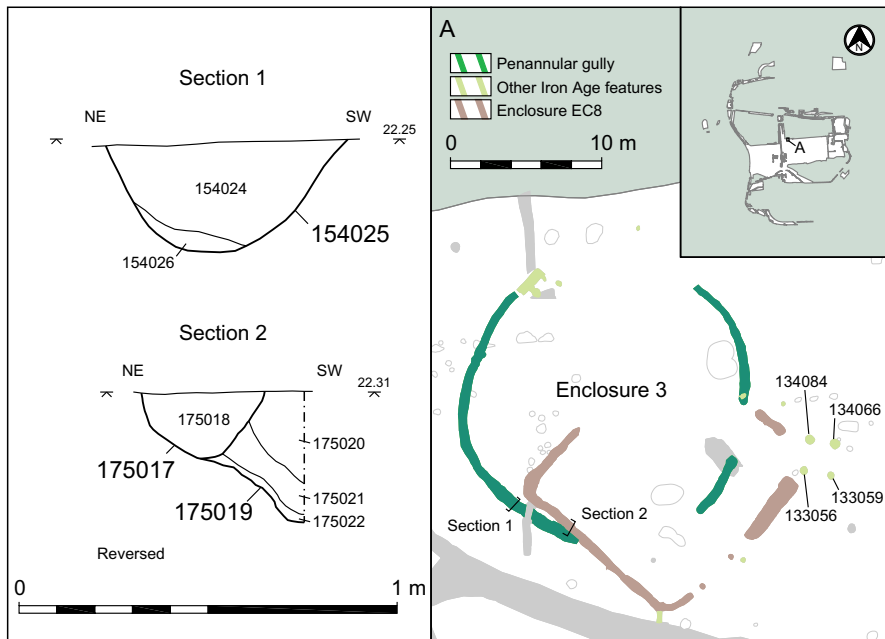 Section 1
NE
SW
22.25
154024
154025
154026
Section 2
NE
SW
22.31
175018
175020
175017
175019
175021
175022
Reversed
0
1 m
A
Penannular gully
Other Iron Age features
Enclosure EC8
0
10 m
N
A
Enclosure 3
134084
134066
133056
133059
Section 1
Section 2